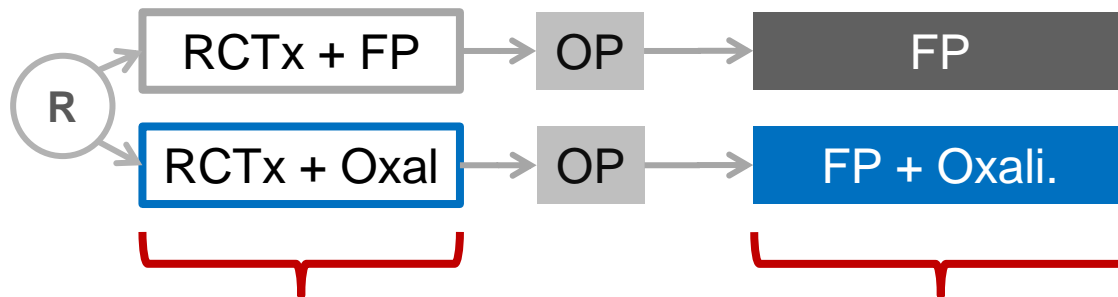 RCTx + FP
OP
FP
R
RCTx + Oxal
OP
FP + Oxali.